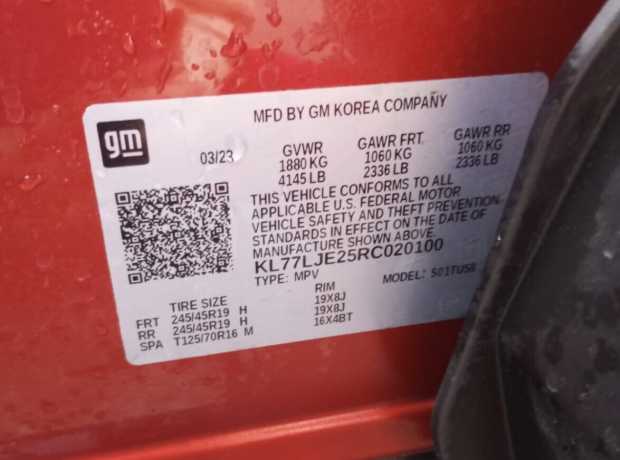 MFD BY GM KOREA COMPANY
gm
03/23
GVWR GAWR FRT GAWR RR
1880 KG 1060 KG 1060 KG
4145 LB 2336 LB 2336 LB
THIS VEHICLE CONFORMS TO ALL
APPLICABLE U.S. FEDERAL MOTOR
VEHICLE SAFETY AND THEFT PREVENTION
STANDARDS IN EFFECT ON THE DATE OF
MANUFACTURE SHOWN ABOVE.
KL77LJE25RC020100
TYPE: MPV MODEL:
TIRE SIZE RIM
FRT 245/45R19 H 19X8J
RR 245/45R19 H 19X8J
SPA T125/70R16 M 16X4BT